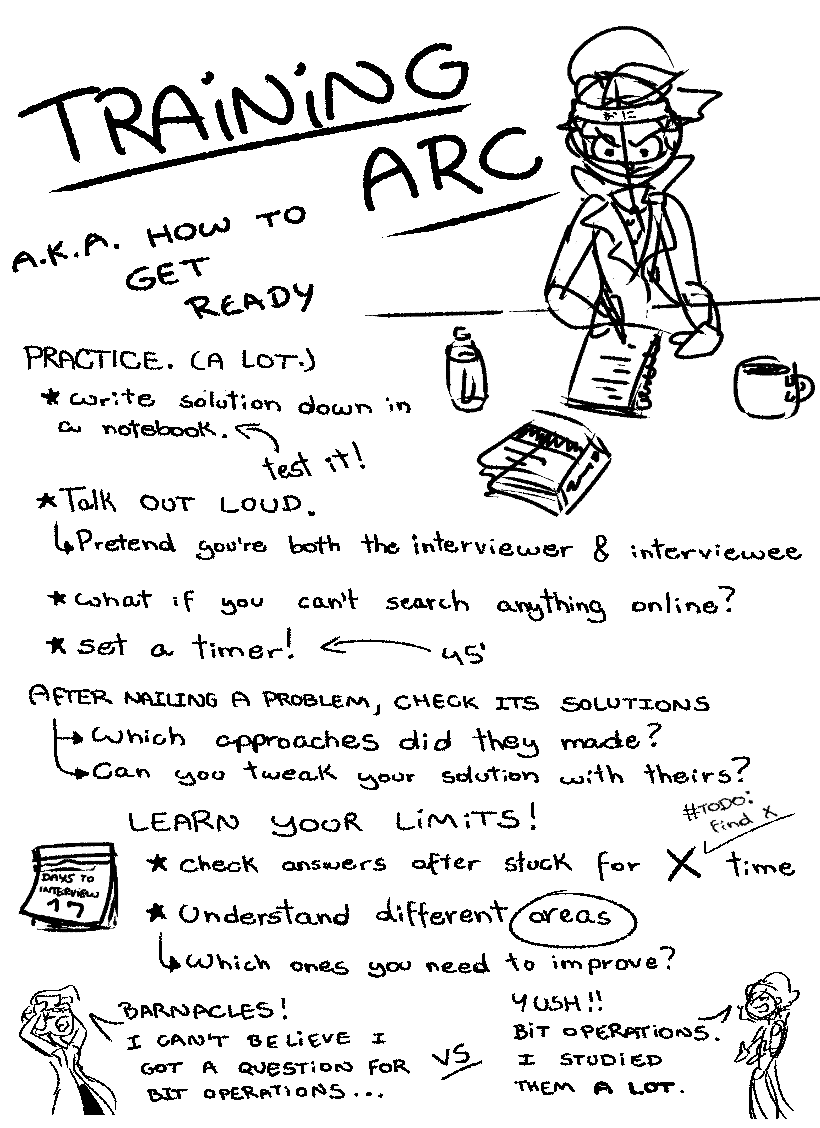 TRAiNiNG
ARC
おに
A.K.A. HOW TO
GET
READY
PRACTICE. (A LOT.)
★ write solution down in
a notebook.
test it!
★ Talk OUT LOUD.
Pretend you're both the interviewer & interviewee
★ what if you can't search anything online?
★ set a timer!
45'
AFTER NAILING A PROBLEM, CHECK ITS SOLUTIONS
Which approaches did they made?
Can you tweak your solution with theirs?
LEARN YOUR LiMiTS!
#TODO:
find X
★ check answers after stuck for X time
DAYS TO
INTERVIEW
17
★ Understand different areas
Which ones you need to improve?
BARNACLES!
I CAN'T BELIEVE I
GOT A QUESTION FOR
BIT OPERATIONS...
VS
YUSH!!
BIT OPERATIONS.
I STUDIED
THEM A LOT.